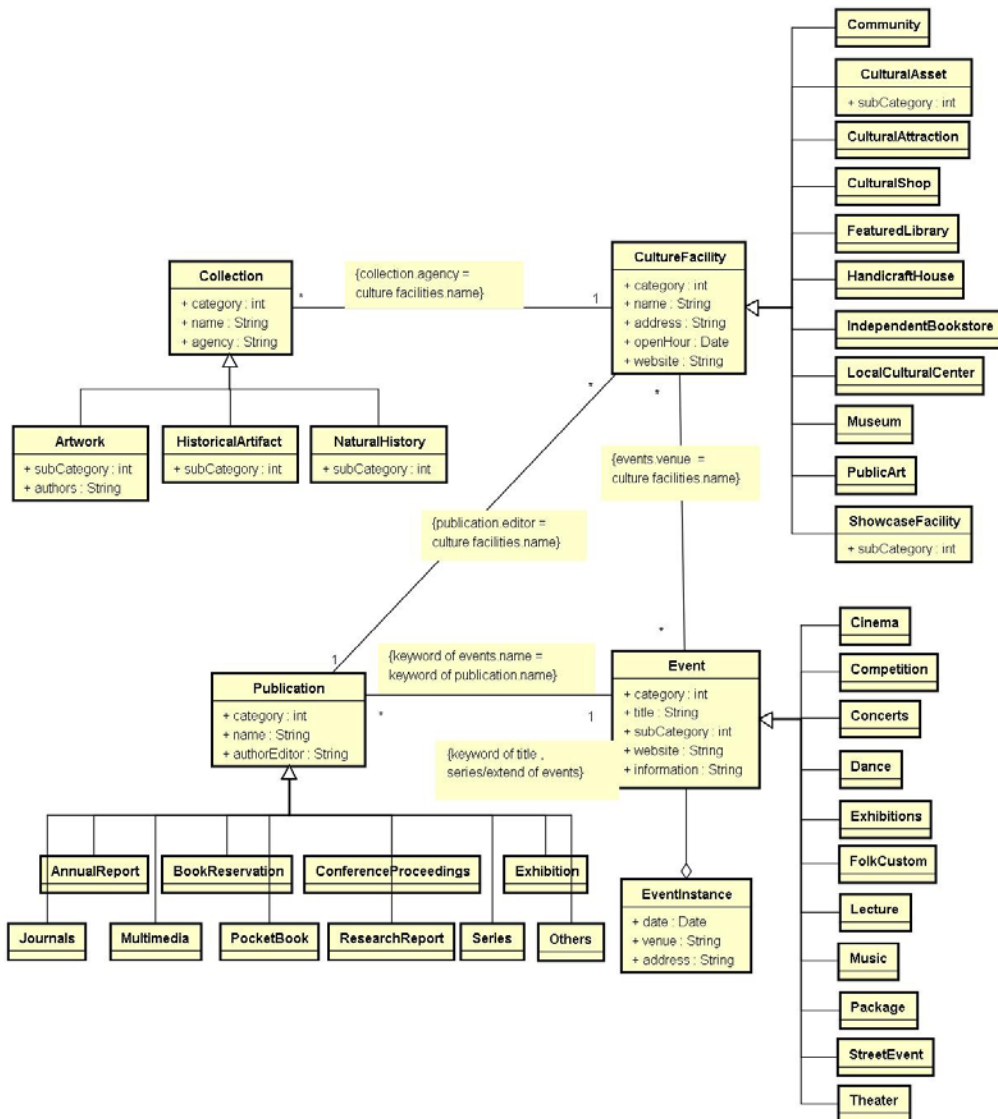 Community
CulturalAsset
+ subCategory : int
CulturalAttraction
CulturalShop
FeaturedLibrary
HandicraftHouse
IndependentBookstore
LocalCulturalCenter
Museum
PublicArt
ShowcaseFacility
+ subCategory : int
CultureFacility
+ category : int
+ name : String
+ address : String
+ openHour : Date
+ website : String
1
{collection.agency =
culture facilities.name}
*
Collection
+ category : int
+ name : String
+ agency : String
Artwork
+ subCategory : int
+ authors : String
HistoricalArtifact
+ subCategory : int
NaturalHistory
+ subCategory : int
*
*
{events.venue =
culture facilities.name}
{publication.editor =
culture facilities.name}
*
1
{keyword of events.name =
keyword of publication.name}
*
1
{keyword of title ,
series/extend of events}
Publication
+ category : int
+ name : String
+ authorEditor : String
Event
+ category : int
+ title : String
+ subCategory : int
+ website : String
+ information : String
AnnualReport
BookReservation
ConferenceProceedings
Exhibition
Journals
Multimedia
PocketBook
ResearchReport
Series
Others
EventInstance
+ date : Date
+ venue : String
+ address : String
Cinema
Competition
Concerts
Dance
Exhibitions
FolkCustom
Lecture
Music
Package
StreetEvent
Theater